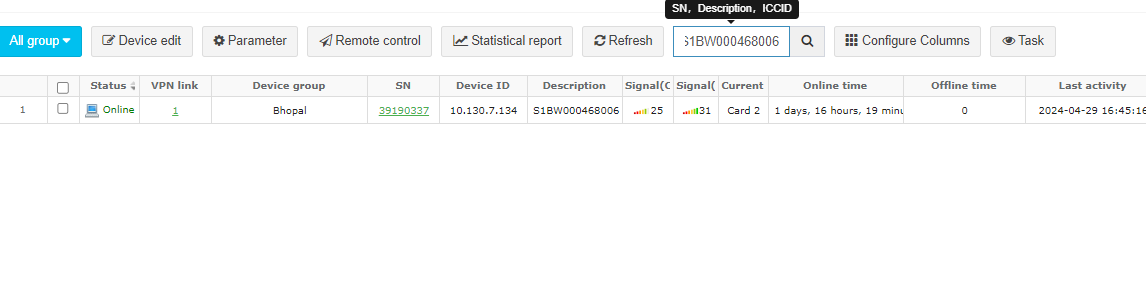 SN, Description, ICCID
All group Device edit Parameter Remote control Statistical report Refresh S1BW000468006 Configure Columns Task
Status VPN link Device group SN Device ID Description Signal(C Signal( Current Online time Offline time Last activity
1 Online 1 Bhopal 39190337 10.130.7.134 S1BW000468006 25 31 Card 2 1 days, 16 hours, 19 minu 0 2024-04-29 16:45:16